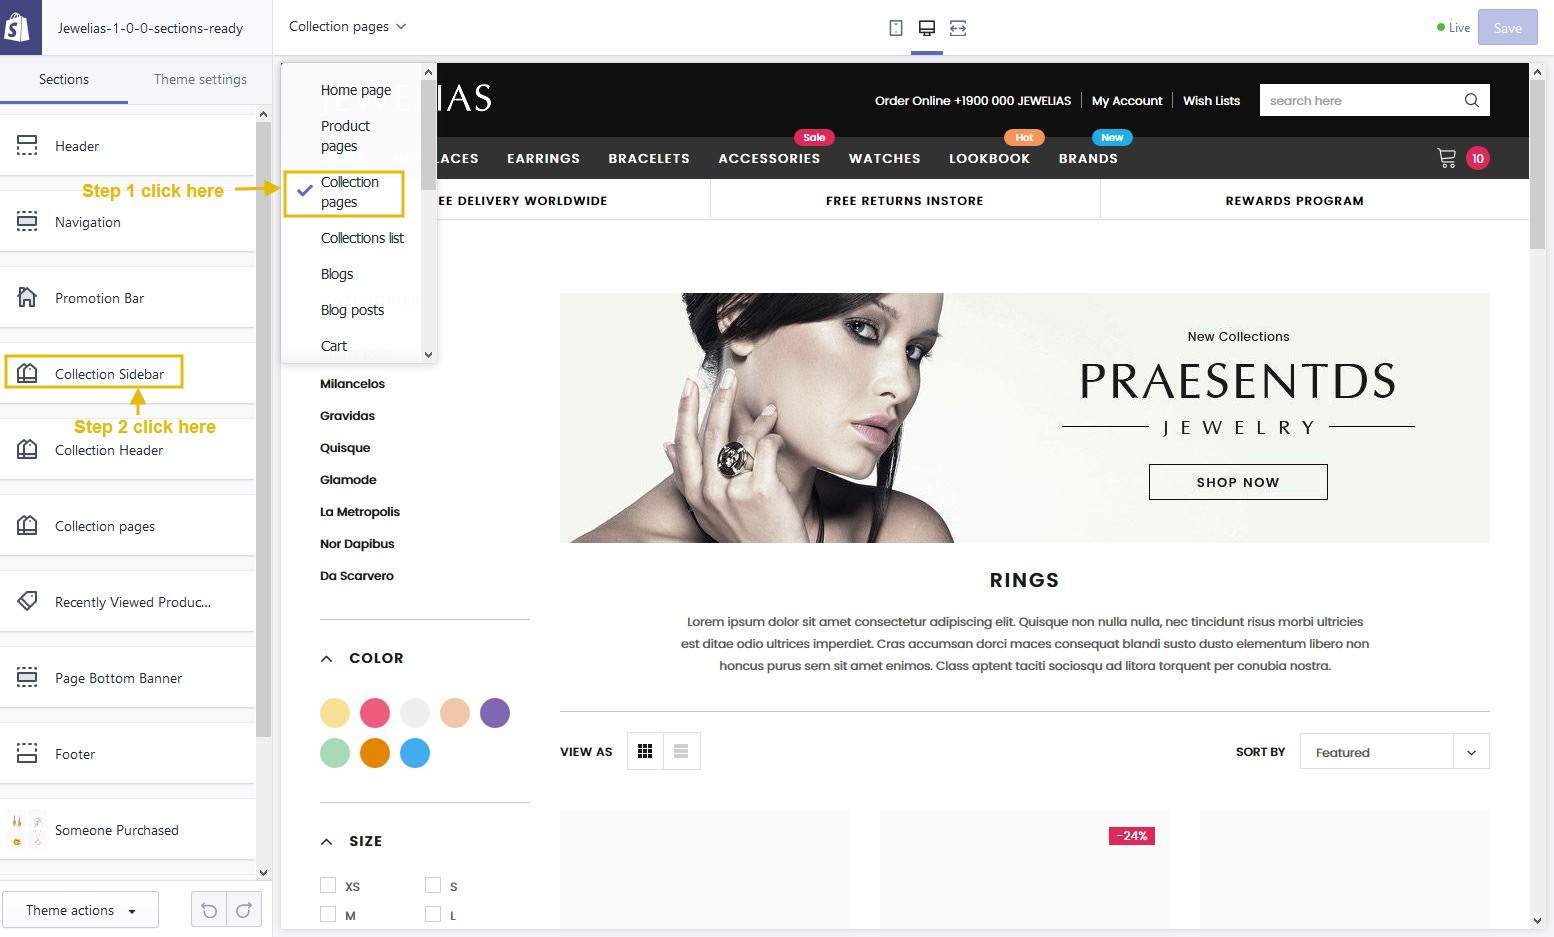 Jewelias-1-0-0-sections-ready
Collection pages
Live
Save
Sections
Theme settings
Header
Step 1 click here
Navigation
Promotion Bar
Collection Sidebar
Step 2 click here
Collection Header
Collection pages
Recently Viewed Produc...
Page Bottom Banner
Footer
Someone Purchased
Theme actions
Home page
Product
pages
Collection
pages
Collections list
Blogs
Blog posts
Cart
JEWELIAS
Order Online +1900 000 JEWELIAS
My Account
Wish Lists
search here
Sale
Hot
New
LACES
EARRINGS
BRACELETS
ACCESSORIES
WATCHES
LOOKBOOK
BRANDS
10
EE DELIVERY WORLDWIDE
FREE RETURNS INSTORE
REWARDS PROGRAM
Milancelos
Gravidas
Quisque
Glamode
La Metropolis
Nor Dapibus
Da Scarvero
COLOR
SIZE
XS
S
M
L
New Collections
PRAESENTDS
JEWELRY
SHOP NOW
RINGS
Lorem ipsum dolor sit amet consectetur adipiscing elit. Quisque non nulla nulla, nec tincidunt risus morbi ultricies
est ditae odio ultrices imperdiet. Cras accumsan dorci maces consequat blandi susto dusto elementum libero non
honcus purus sem sit amet enimos. Class aptent taciti sociosqu ad litora torquent per conubia nostra.
VIEW AS
SORT BY
Featured
-24%